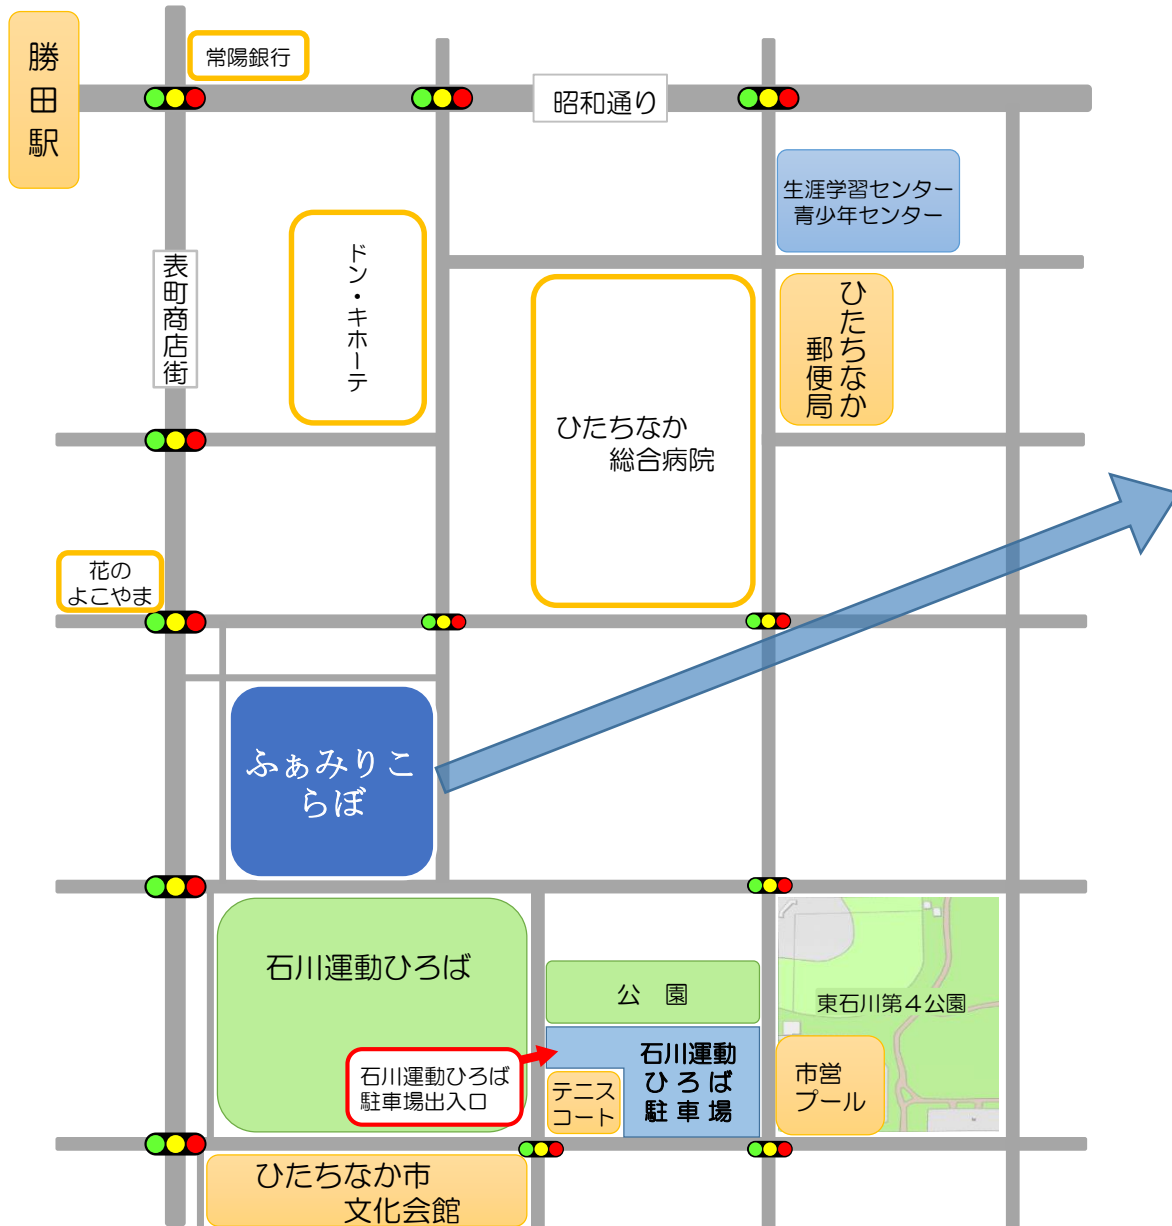 勝田駅
常陽銀行
昭和通り
生涯学習センター
青少年センター
表町商店街
ドン・キホーテ
ひたちなか
郵便局
ひたちなか
総合病院
花の
よこやま
ふぁみりこ
らぼ
石川運動ひろば
公　園
東石川第４公園
石川運動
ひろば
駐車場
石川運動ひろば
駐車場出入口
テニス
コート
市営
プール
ひたちなか市
文化会館